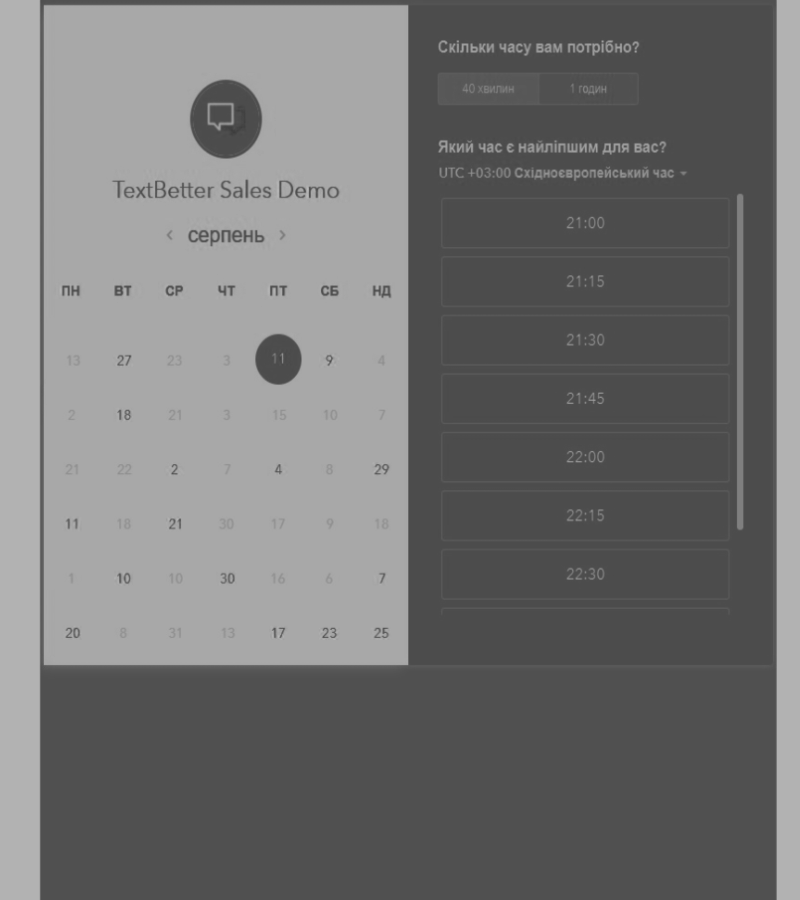 TextBetter Sales Demo
серпень
ПН ВТ СР ЧТ ПТ СБ НД
13 27 23 3 11 9 4
2 18 21 3 15 10 7
21 22 2 7 4 8 29
11 18 21 30 17 9 18
1 10 10 30 16 6 7
20 8 31 13 17 23 25
Скільки часу вам потрібно?
40 хвилин 1 годин
Який час є найліпшим для вас?
UTC +03:00 Східноєвропейський час
21:00
21:15
21:30
21:45
22:00
22:15
22:30